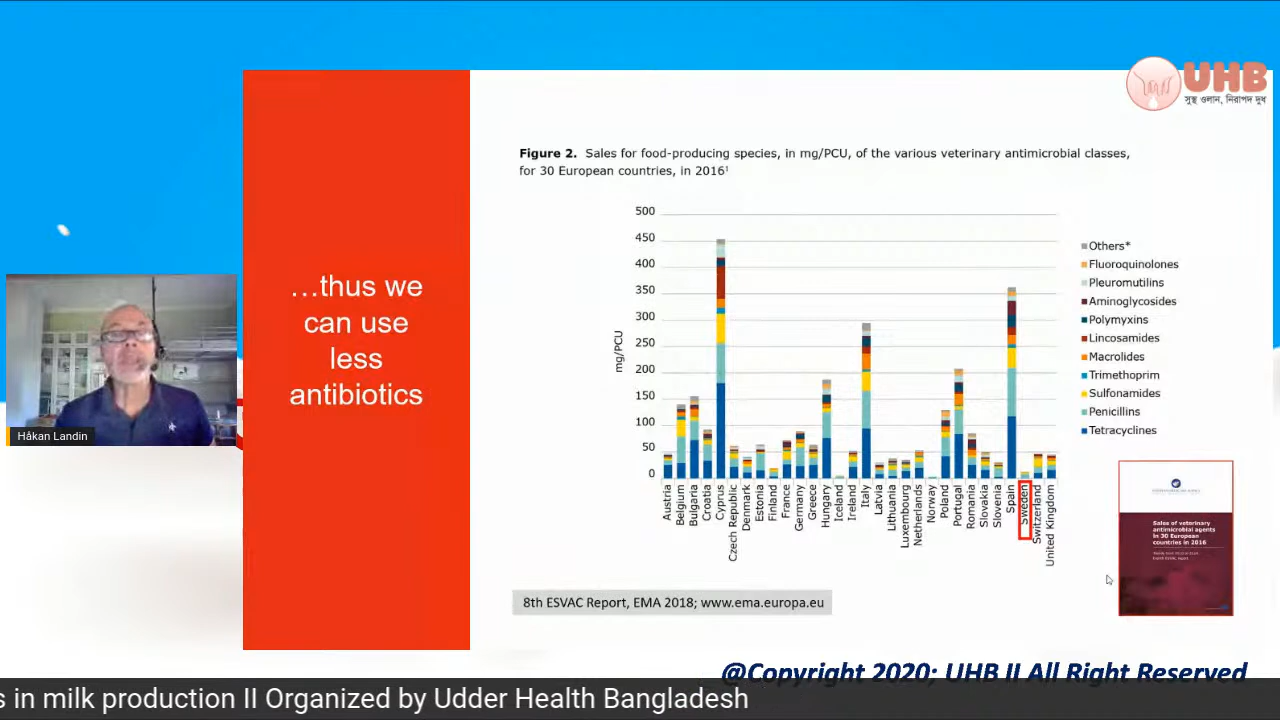 UHB
সুস্থ ওলান, নিরাপদ দুধ
Figure 2. Sales for food-producing species, in mg/PCU, of the various veterinary antimicrobial classes,
for 30 European countries, in 2016¹
…thus we
can use
less
antibiotics
Håkan Landin
mg/PCU
500
450
400
350
300
250
200
150
100
50
0
Austria
Belgium
Bulgaria
Croatia
Cyprus
Czech Republic
Denmark
Estonia
Finland
France
Germany
Greece
Hungary
Iceland
Ireland
Italy
Latvia
Lithuania
Luxembourg
Netherlands
Norway
Poland
Portugal
Romania
Slovakia
Slovenia
Spain
Sweden
Switzerland
United Kingdom
Others*
Fluoroquinolones
Pleuromutilins
Aminoglycosides
Polymyxins
Lincosamides
Macrolides
Trimethoprim
Sulfonamides
Penicillins
Tetracyclines
Sales of veterinary
antimicrobial agents
in 30 European
countries in 2016
8th ESVAC Report, EMA 2018; www.ema.europa.eu
@Copyright 2020; UHB II All Right Reserved
s in milk production II Organized by Udder Health Bangladesh